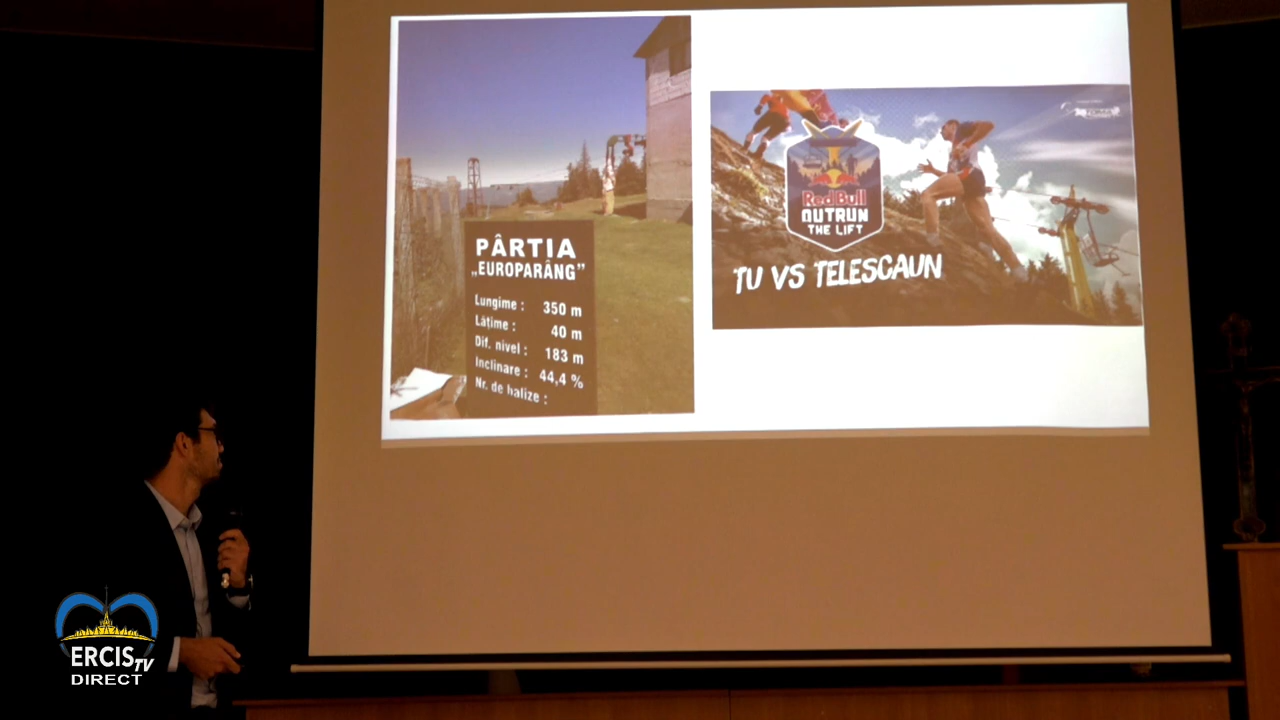 PÂRTIA
„EUROPARÂNG”
Lungime : 350 m
Lățime : 40 m
Dif. nivel : 183 m
Inclinare : 44,4 %
Nr. de balize :
Red Bull
OUTRUN
THE LIFT
TU VS TELESCAUN
ERCIS TV
DIRECT